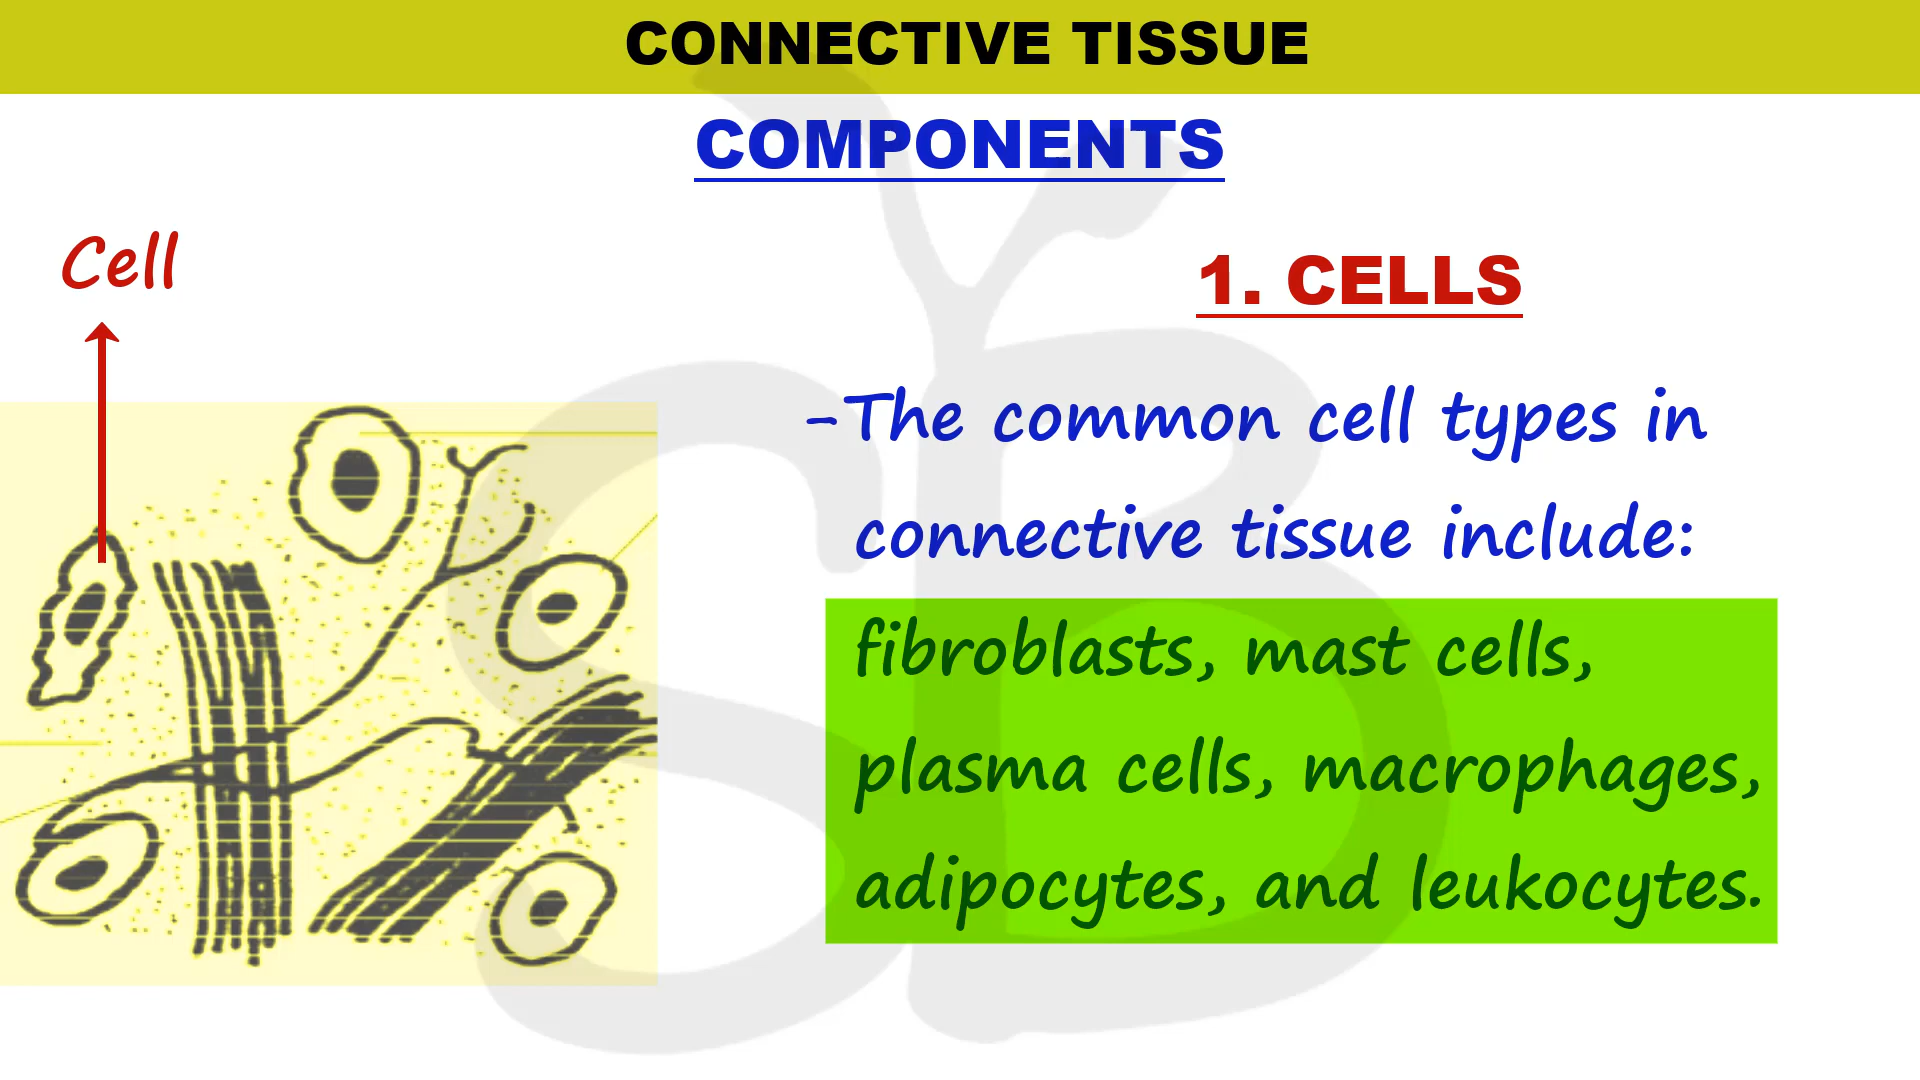 CONNECTIVE TISSUE
COMPONENTS
Cell
1. CELLS
-The common cell types in
connective tissue include:
fibroblasts, mast cells,
plasma cells, macrophages,
adipocytes, and leukocytes.
SB